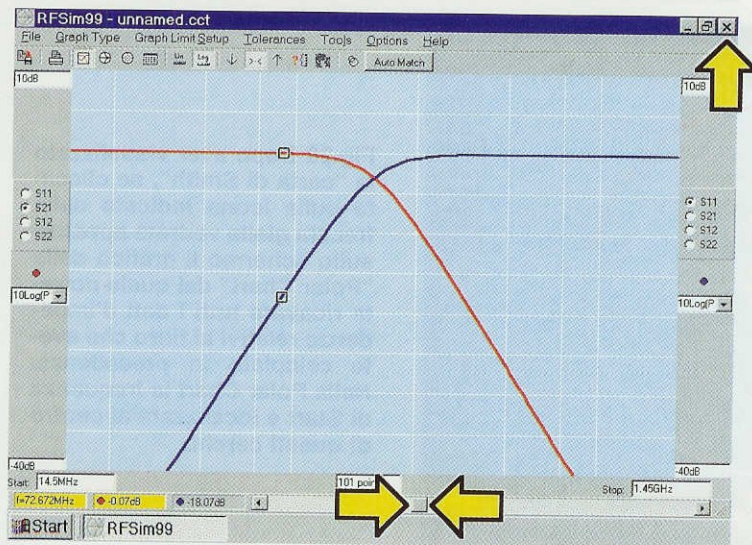 RFSim99 - unnamed.cct
File Graph Type Graph Limit Setup Tolerances Tools Options Help
Auto Match
10dB
10dB
S11
S21
S12
S22
S11
S21
S12
S22
10Log(P
10Log(P
-40dB
-40dB
Start: 14.5MHz
101 poin
Stop: 1.45GHz
f=72.672MHz
-0.07dB
-18.07dB
Start
RFSim99